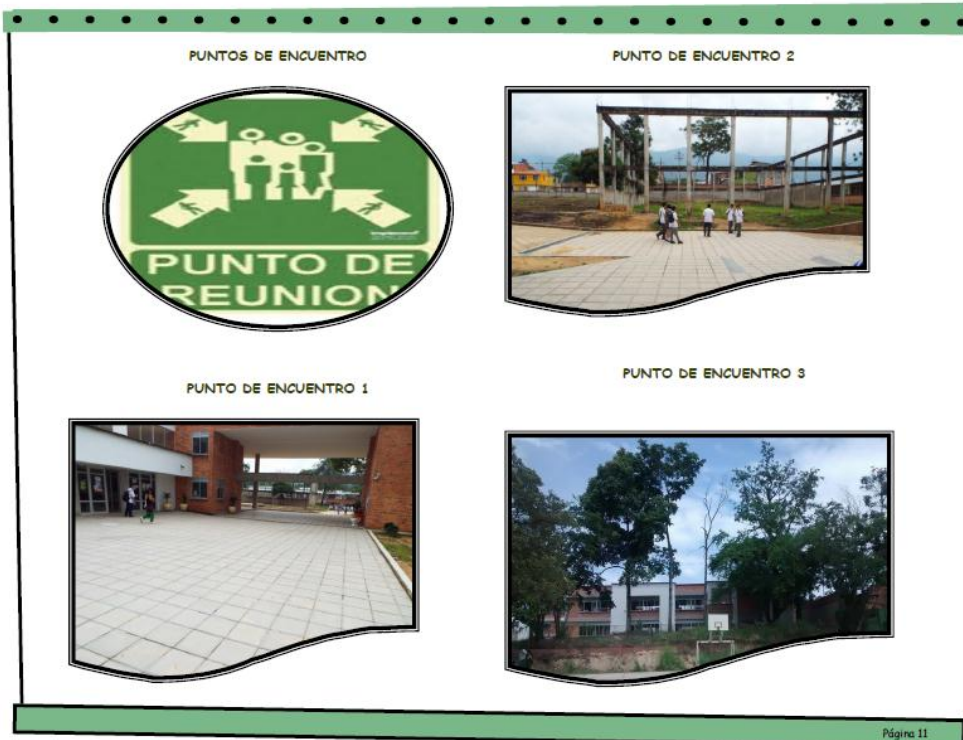 PUNTOS DE ENCUENTRO
PUNTO DE
REUNION
PUNTO DE ENCUENTRO 2
PUNTO DE ENCUENTRO 1
PUNTO DE ENCUENTRO 3
Página 11